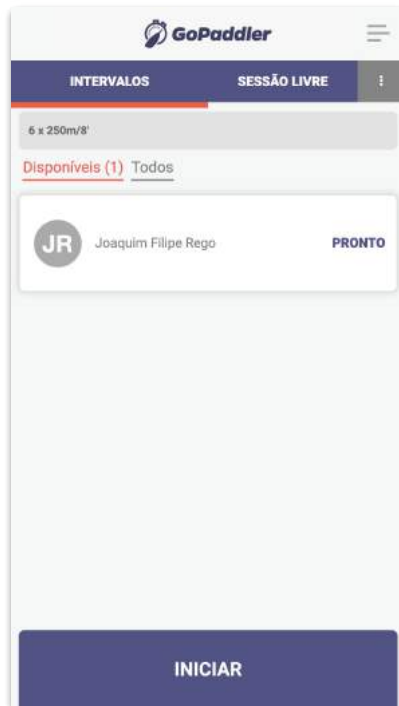 GoPaddler
INTERVALOS SESSÃO LIVRE
6 x 250m/8'
Disponíveis (1) Todos
JR Joaquim Filipe Rego PRONTO
INICIAR